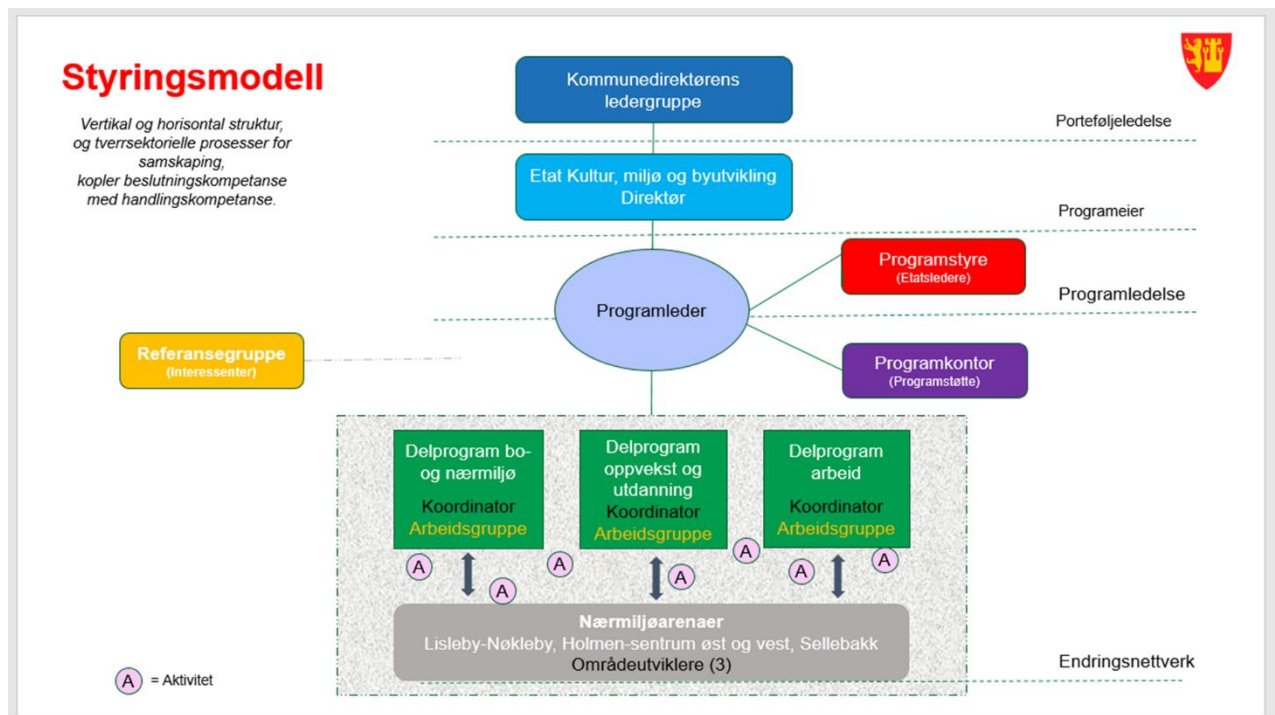 Styringsmodell
Vertikal og horisontal struktur,
og tverrsektorielle prosesser for
samskaping,
kopler beslutningskompetanse
med handlingskompetanse.
Kommunedirektørens
ledergruppe
Porteføljeledelse
Etat Kultur, miljø og byutvikling
Direktør
Programeier
Programstyre
(Etatsledere)
Programleder
Programledelse
Referansegruppe
(Interessenter)
Programkontor
(Programstøtte)
Delprogram bo-
og nærmiljø
Koordinator
Arbeidsgruppe
Delprogram
oppvekst og
utdanning
Koordinator
Arbeidsgruppe
Delprogram
arbeid
Koordinator
Arbeidsgruppe
A
A
A
A
A
A
A
Nærmiljøarenaer
Lisleby-Nøkleby, Holmen-sentrum øst og vest, Sellebakk
Områdeutviklere (3)
Endringsnettverk
A = Aktivitet